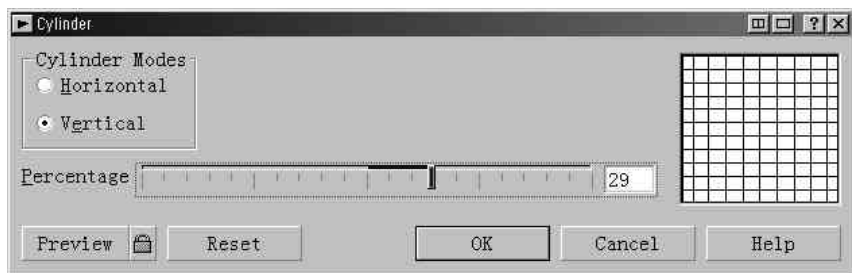 Cylinder
Cylinder Modes
Horizontal
Vertical
Percentage
29
Preview
Reset
OK
Cancel
Help